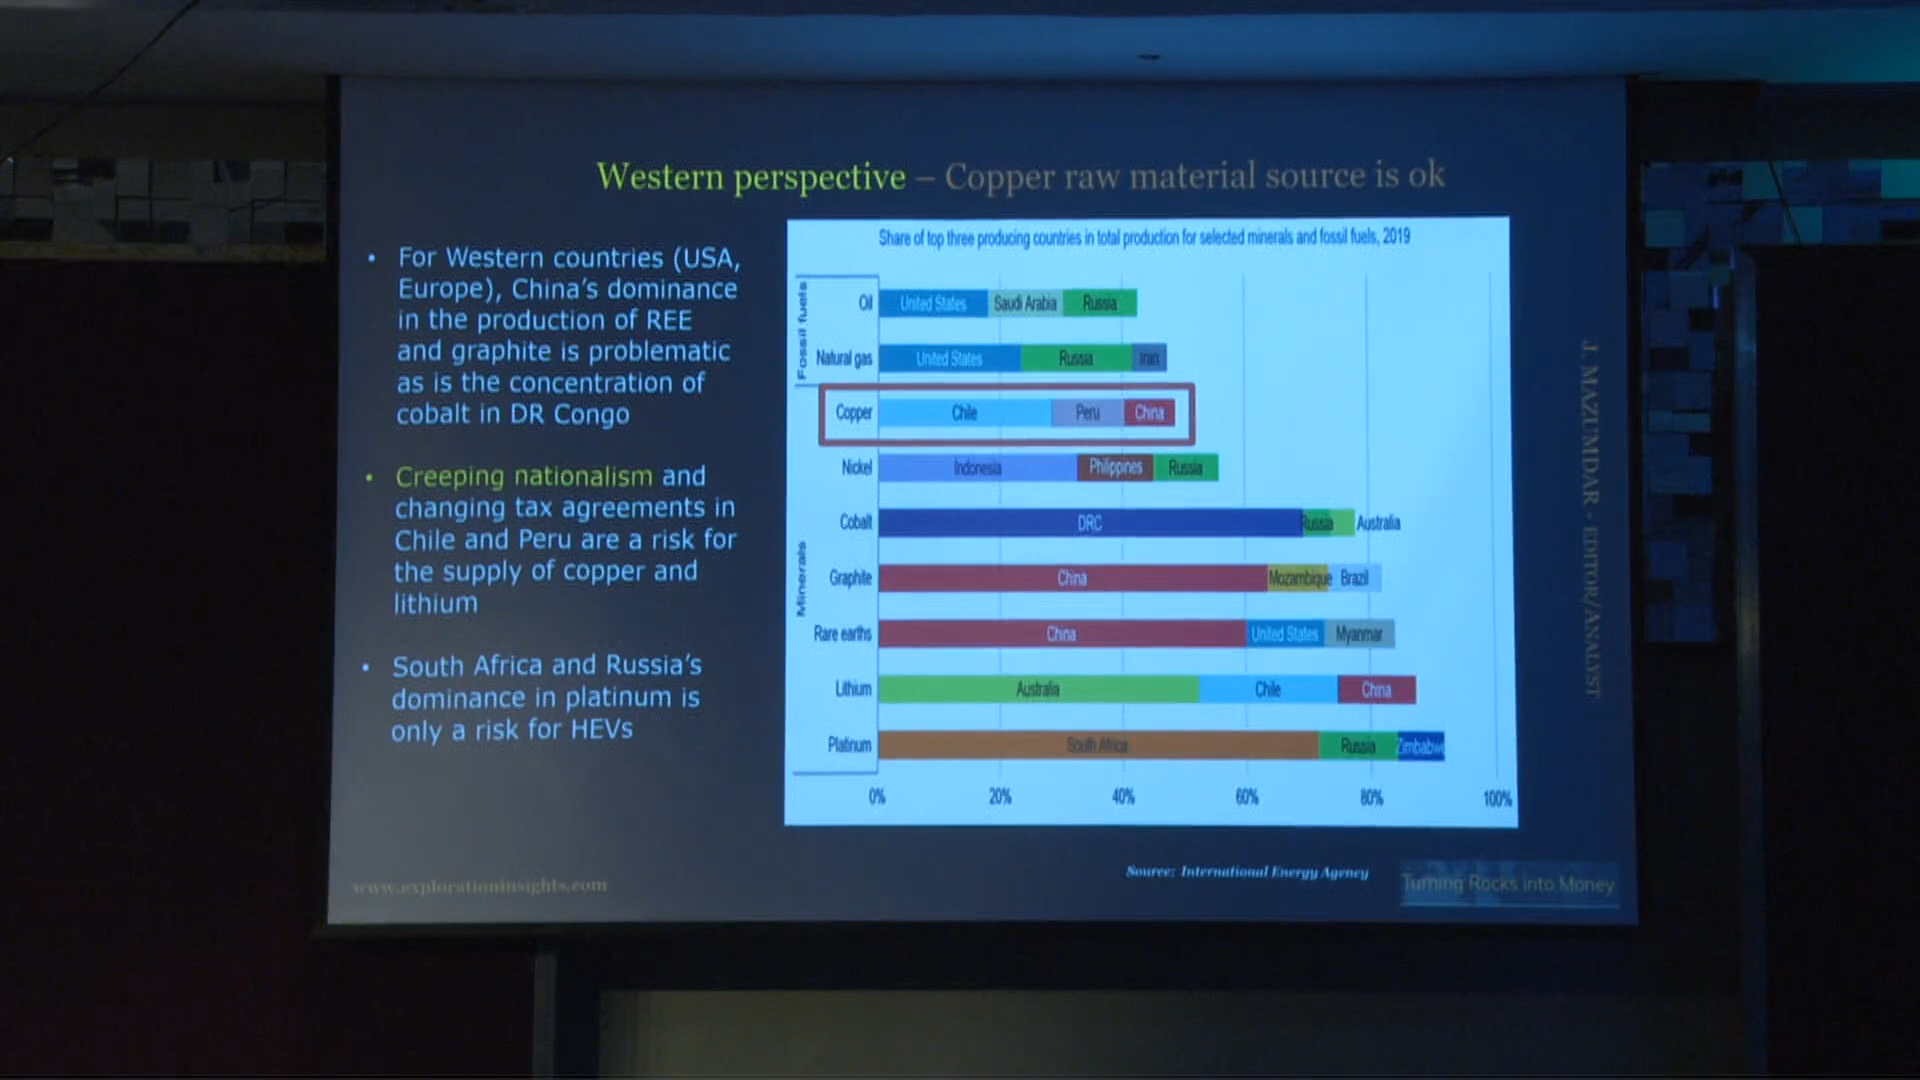 Western perspective – Copper raw material source is ok
• For Western countries (USA,
Europe), China's dominance
in the production of REE
and graphite is problematic
as is the concentration of
cobalt in DR Congo
• Creeping nationalism and
changing tax agreements in
Chile and Peru are a risk for
the supply of copper and
lithium
• South Africa and Russia's
dominance in platinum is
only a risk for HEVs
Share of top three producing countries in total production for selected minerals and fossil fuels, 2019
Fossil fuels
Oil United States Saudi Arabia Russia
Natural gas United States Russia Iran
Minerals
Copper Chile Peru China
Nickel Indonesia Philippines Russia
Cobalt DRC Russia Australia
Graphite China Mozambique Brazil
Rare earths China United States Myanmar
Lithium Australia Chile China
Platinum South Africa Russia Zimbabwe
0% 20% 40% 60% 80% 100%
J. MAZUMDAR - EDITOR/ANALYST
Source: International Energy Agency
www.explorationinsights.com
Turning Rocks into Money